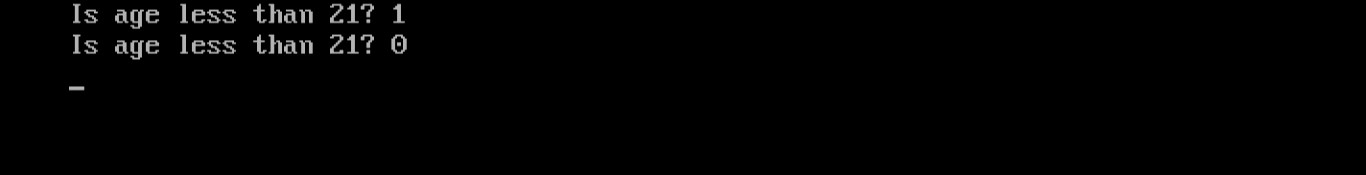 Is age less than 21? 1
Is age less than 21? 0